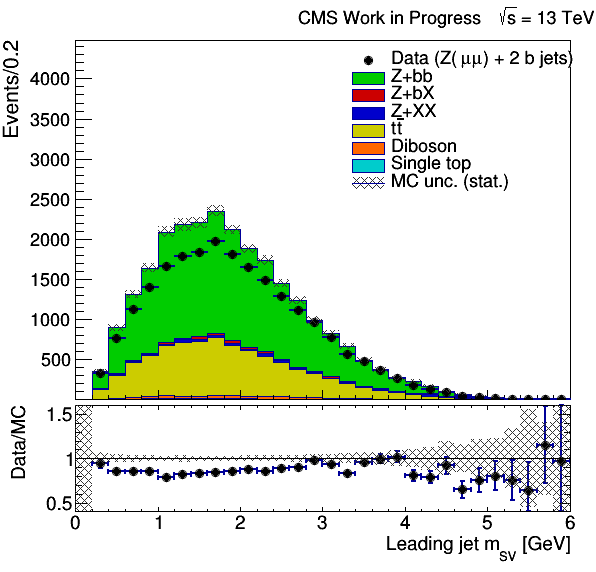 CMS Work in Progress √s = 13 TeV
Events/0.2
4000
3500
3000
2500
2000
1500
1000
500
Data (Z(μμ) + 2 b jets)
Z+bb
Z+bX
Z+XX
tt̄
Diboson
Single top
MC unc. (stat.)
Data/MC
1.5
1
0.5
0 1 2 3 4 5 6
Leading jet m_SV [GeV]